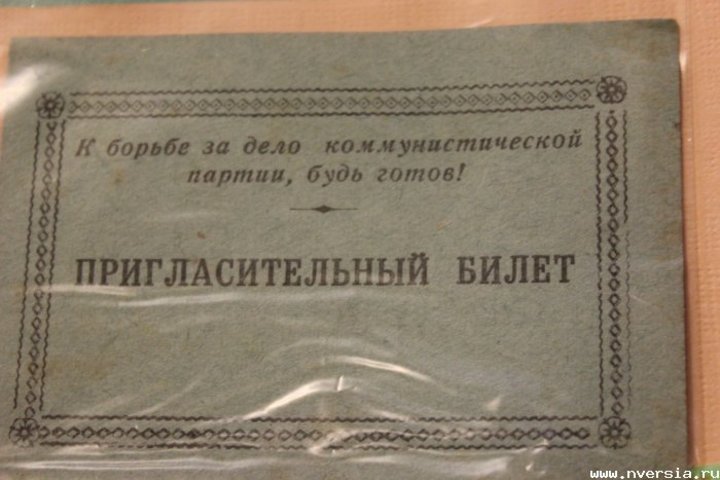 К борьбе за дело коммунистической
партии, будь готов!
ПРИГЛАСИТЕЛЬНЫЙ БИЛЕТ
www.nversia.ru